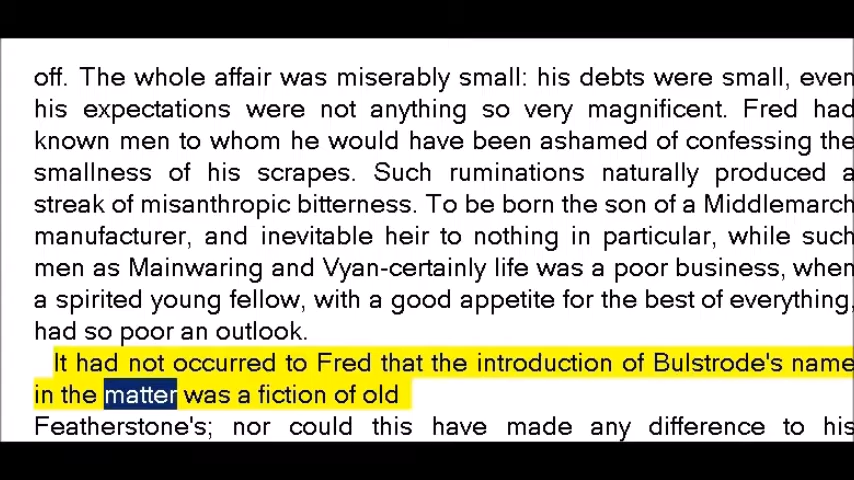 off. The whole affair was miserably small: his debts were small, even
his expectations were not anything so very magnificent. Fred had
known men to whom he would have been ashamed of confessing the
smallness of his scrapes. Such ruminations naturally produced a
streak of misanthropic bitterness. To be born the son of a Middlemarch
manufacturer, and inevitable heir to nothing in particular, while such
men as Mainwaring and Vyan-certainly life was a poor business, when
a spirited young fellow, with a good appetite for the best of everything,
had so poor an outlook.
It had not occurred to Fred that the introduction of Bulstrode's name
in the matter was a fiction of old
Featherstone's; nor could this have made any difference to his